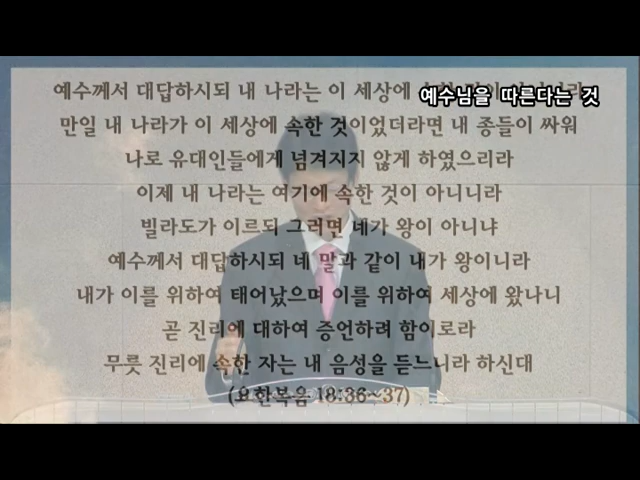 예수님을 따른다는 것
예수께서 대답하시되 내 나라는 이 세상에
만일 내 나라가 이 세상에 속한 것이었더라면 내 종들이 싸워
나로 유대인들에게 넘겨지지 않게 하였으리라
이제 내 나라는 여기에 속한 것이 아니니라
빌라도가 이르되 그러면 네가 왕이 아니냐
예수께서 대답하시되 네 말과 같이 내가 왕이니라
내가 이를 위하여 태어났으며 이를 위하여 세상에 왔나니
곧 진리에 대하여 증언하려 함이로라
무릇 진리에 속한 자는 내 음성을 듣느니라 하신대
(요한복음 18:36~37)